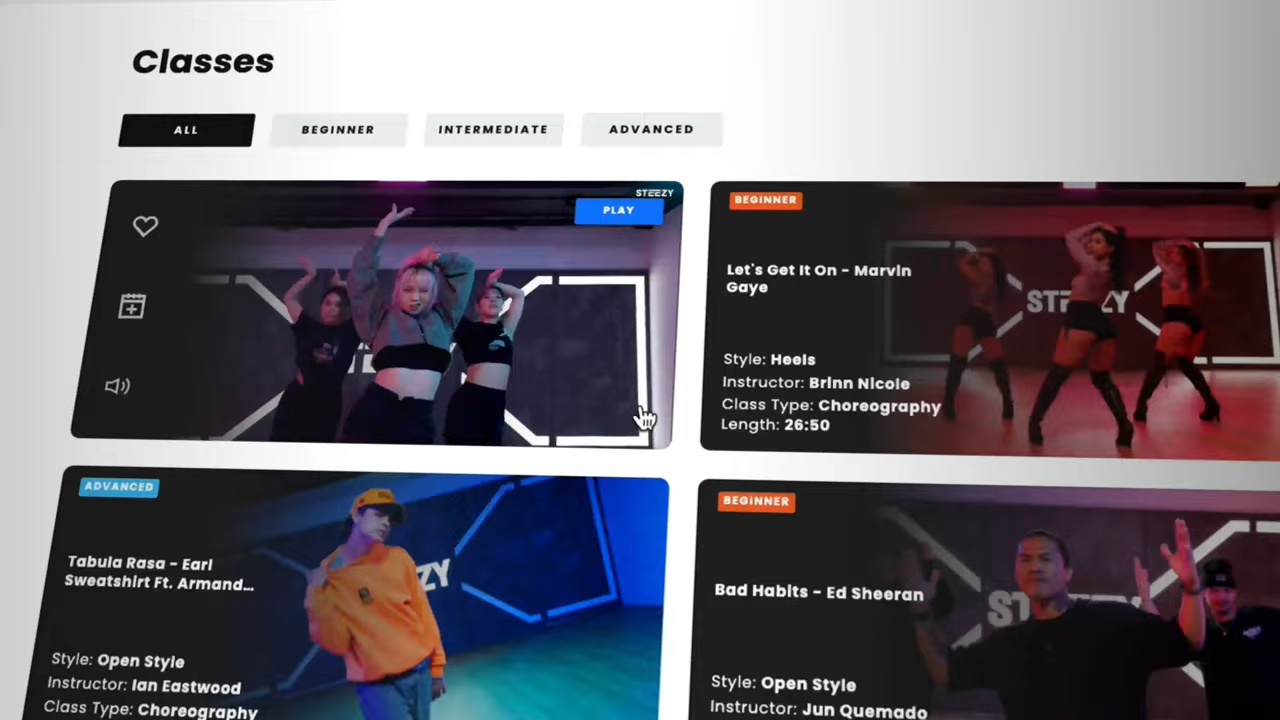 Classes
ALL
BEGINNER
INTERMEDIATE
ADVANCED
STEEZY
PLAY
BEGINNER
Let's Get It On - Marvin
Gaye
Style: Heels
Instructor: Brinn Nicole
Class Type: Choreography
Length: 26:50
ADVANCED
Tabula Rasa - Earl
Sweatshirt Ft. Armand...
Style: Open Style
Instructor: Ian Eastwood
Class Type: Choreography
BEGINNER
Bad Habits - Ed Sheeran
Style: Open Style
Instructor: Jun Quemado